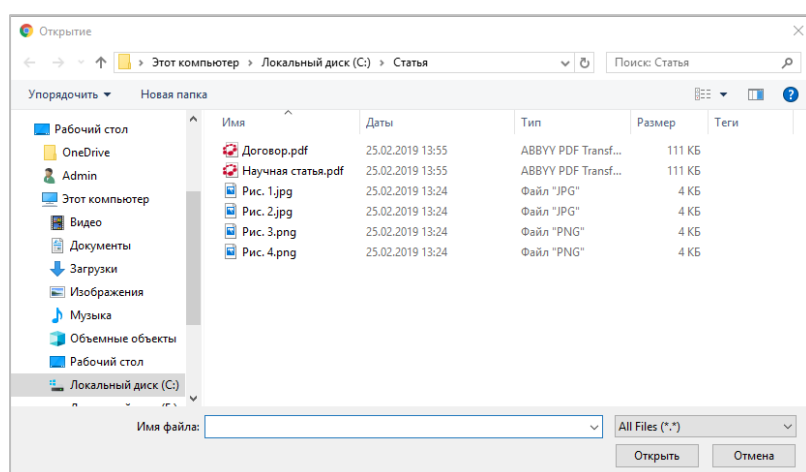 Открытие
Этот компьютер › Локальный диск (C:) › Статья
Поиск: Статья
Упорядочить
Новая папка
Имя Даты Тип Размер Теги
Рабочий стол
OneDrive
Admin
Этот компьютер
Видео
Документы
Загрузки
Изображения
Музыка
Объемные объекты
Рабочий стол
Локальный диск (C:)
Договор.pdf 25.02.2019 13:55 ABBYY PDF Transf... 111 КБ
Научная статья.pdf 25.02.2019 13:55 ABBYY PDF Transf... 111 КБ
Рис. 1.jpg 25.02.2019 13:24 Файл "JPG" 4 КБ
Рис. 2.jpg 25.02.2019 13:24 Файл "JPG" 4 КБ
Рис. 3.png 25.02.2019 13:24 Файл "PNG" 4 КБ
Рис. 4.png 25.02.2019 13:24 Файл "PNG" 4 КБ
Имя файла:
All Files (*.*)
Открыть
Отмена